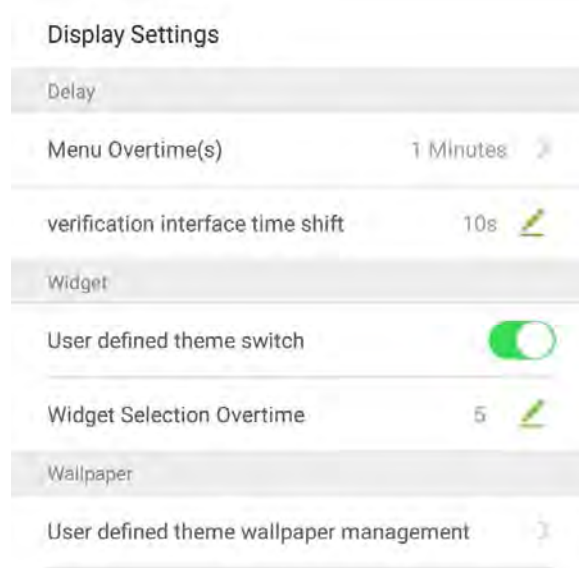 Display Settings
Delay
Menu Overtime(s) 1 Minutes
verification interface time shift 10s
Widget
User defined theme switch
Widget Selection Overtime 5
Wallpaper
User defined theme wallpaper management